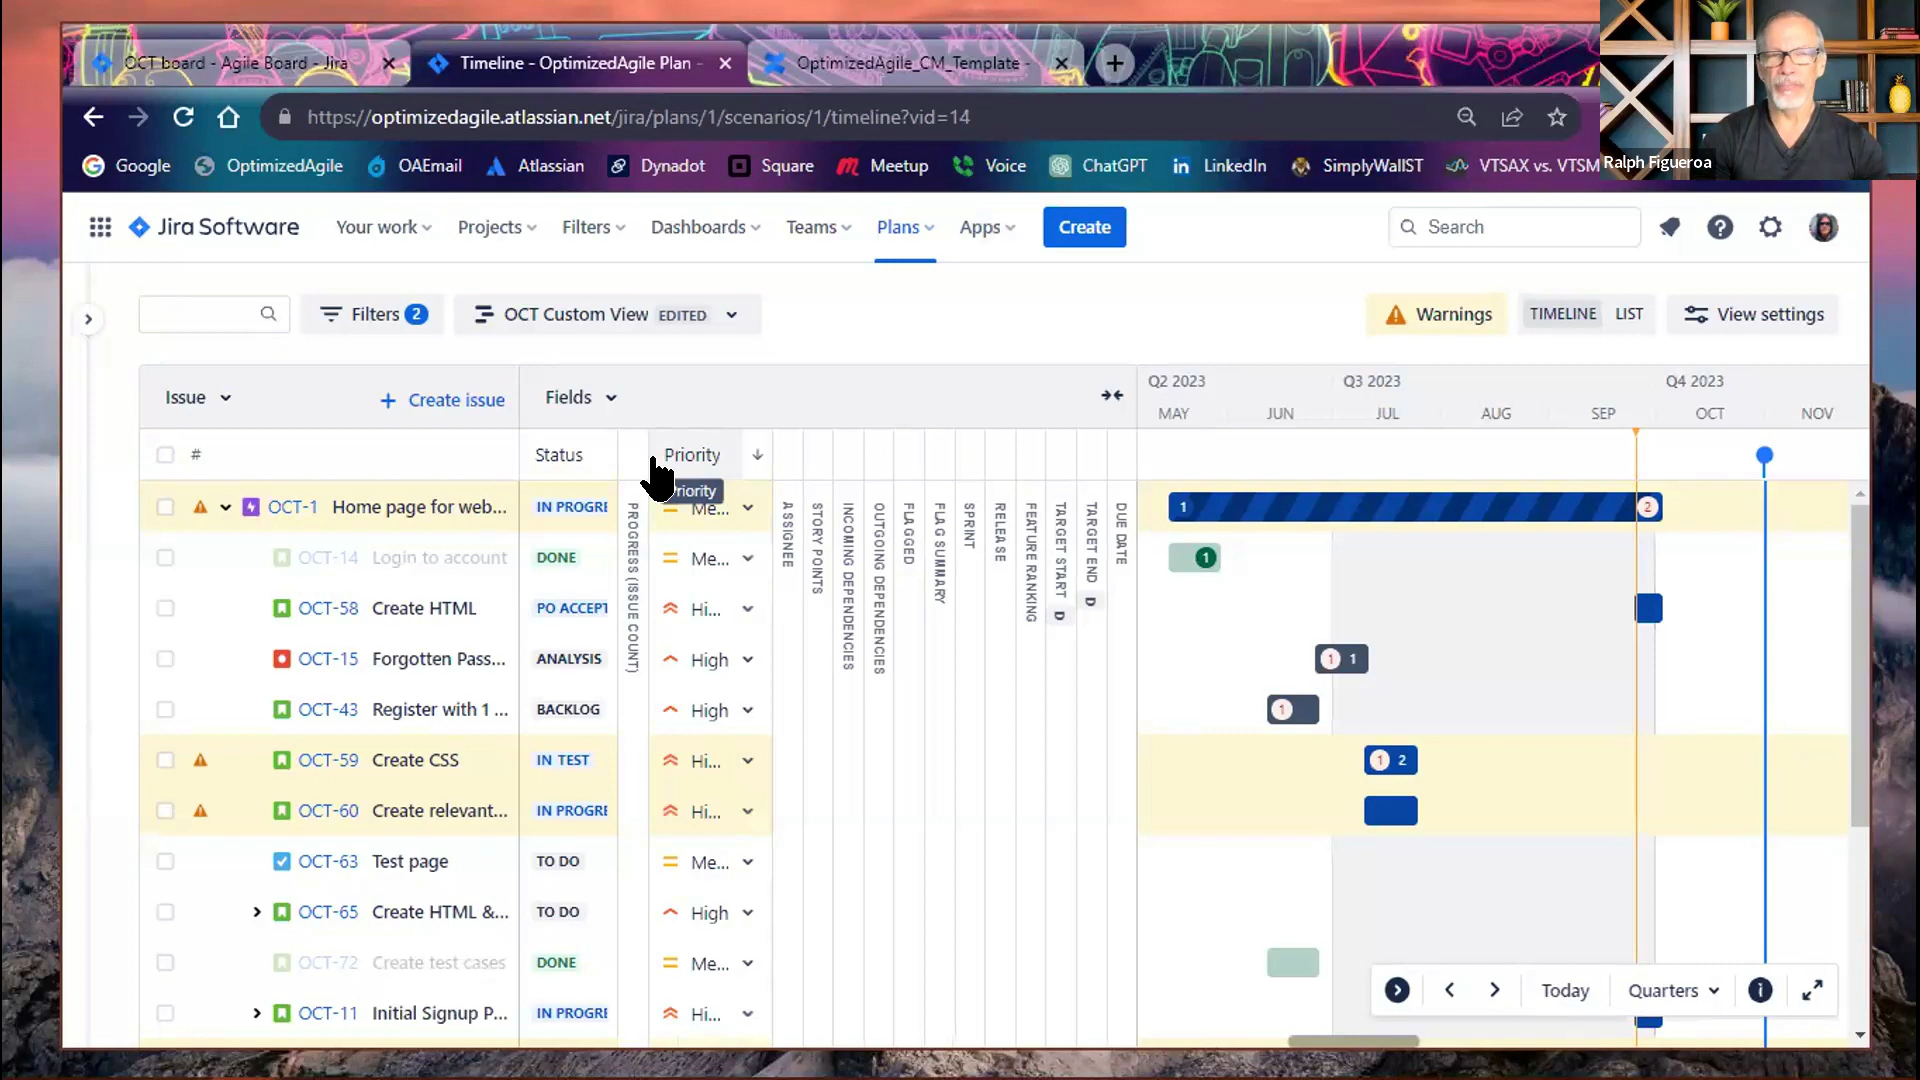 OCT board - Agile Board - Jira
Timeline - OptimizedAgile Plan -
OptimizedAgile_CM_Template -
https://optimizedagile.atlassian.net/jira/plans/1/scenarios/1/timeline?vid=14
Google OptimizedAgile OAEmail Atlassian Dynadot Square Meetup Voice ChatGPT LinkedIn SimplyWallST VTSAX vs. VTSM
Ralph Figueroa
Jira Software Your work Projects Filters Dashboards Teams Plans Apps Create Search
Filters 2 OCT Custom View EDITED Warnings TIMELINE LIST View settings
Issue + Create issue Fields Q2 2023 Q3 2023 Q4 2023
MAY JUN JUL AUG SEP OCT NOV
# Status Priority
Priority
PROGRESS (ISSUE COUNT)
ASSIGNEE
STORY POINTS
INCOMING DEPENDENCIES
OUTGOING DEPENDENCIES
FLAGGED
FLAG SUMMARY
SPRINT
RELEASE
FEATURE RANKING
TARGET START D
TARGET END D
DUE DATE
OCT-1 Home page for web... IN PROGRE Me... 1 2
OCT-14 Login to account DONE Me... 1
OCT-58 Create HTML PO ACCEPT Hi...
OCT-15 Forgotten Pass... ANALYSIS High 1 1
OCT-43 Register with 1 ... BACKLOG High 1
OCT-59 Create CSS IN TEST Hi... 1 2
OCT-60 Create relevant... IN PROGRE Hi...
OCT-63 Test page TO DO Me...
OCT-65 Create HTML &... TO DO High
OCT-72 Create test cases DONE Me...
OCT-11 Initial Signup P... IN PROGRE Hi...
Today Quarters